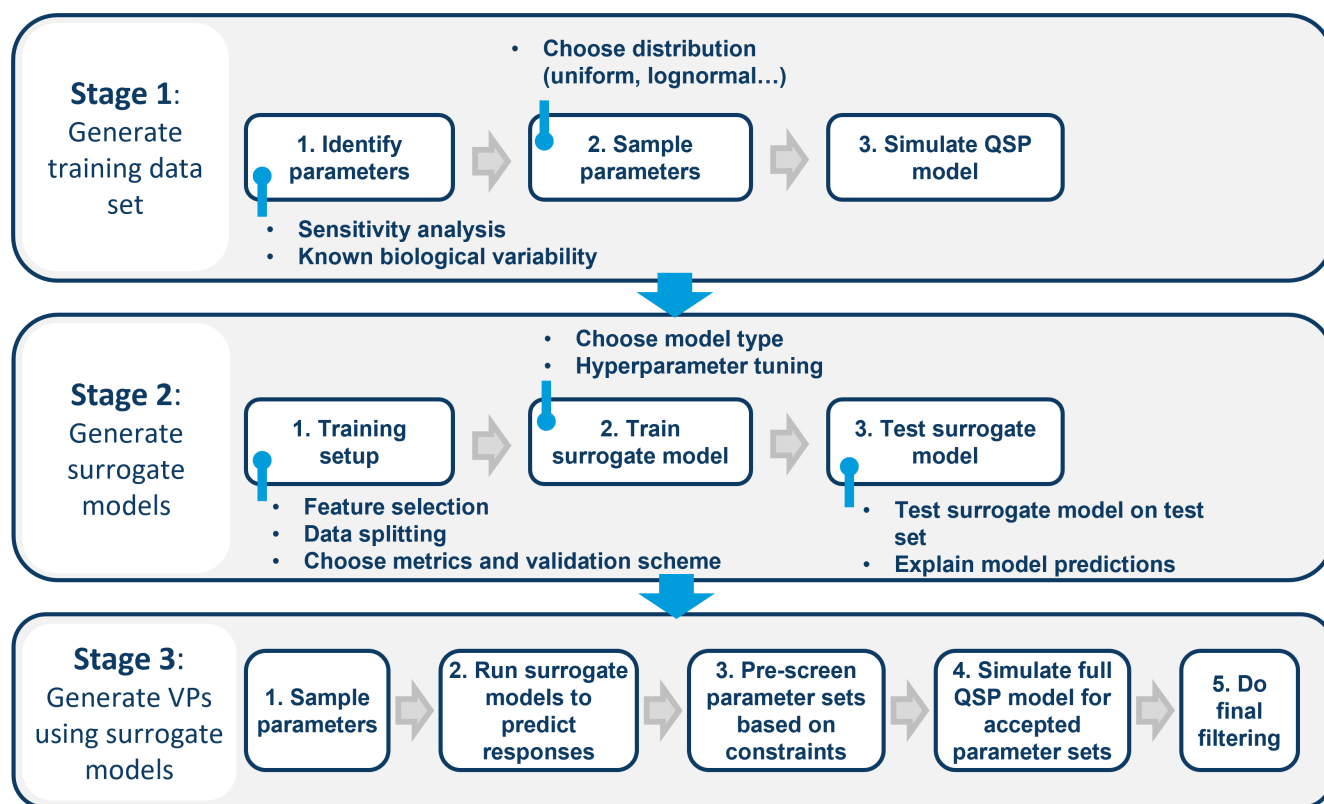 Stage 1:
Generate
training data
set
• Choose distribution
(uniform, lognormal…)
1. Identify
parameters
2. Sample
parameters
3. Simulate QSP
model
• Sensitivity analysis
• Known biological variability
Stage 2:
Generate
surrogate
models
• Choose model type
• Hyperparameter tuning
1. Training
setup
2. Train
surrogate model
3. Test surrogate
model
• Feature selection
• Data splitting
• Choose metrics and validation scheme
• Test surrogate model on test
set
• Explain model predictions
Stage 3:
Generate VPs
using surrogate
models
1. Sample
parameters
2. Run surrogate
models to
predict
responses
3. Pre-screen
parameter sets
based on
constraints
4. Simulate full
QSP model for
accepted
parameter sets
5. Do
final
filtering